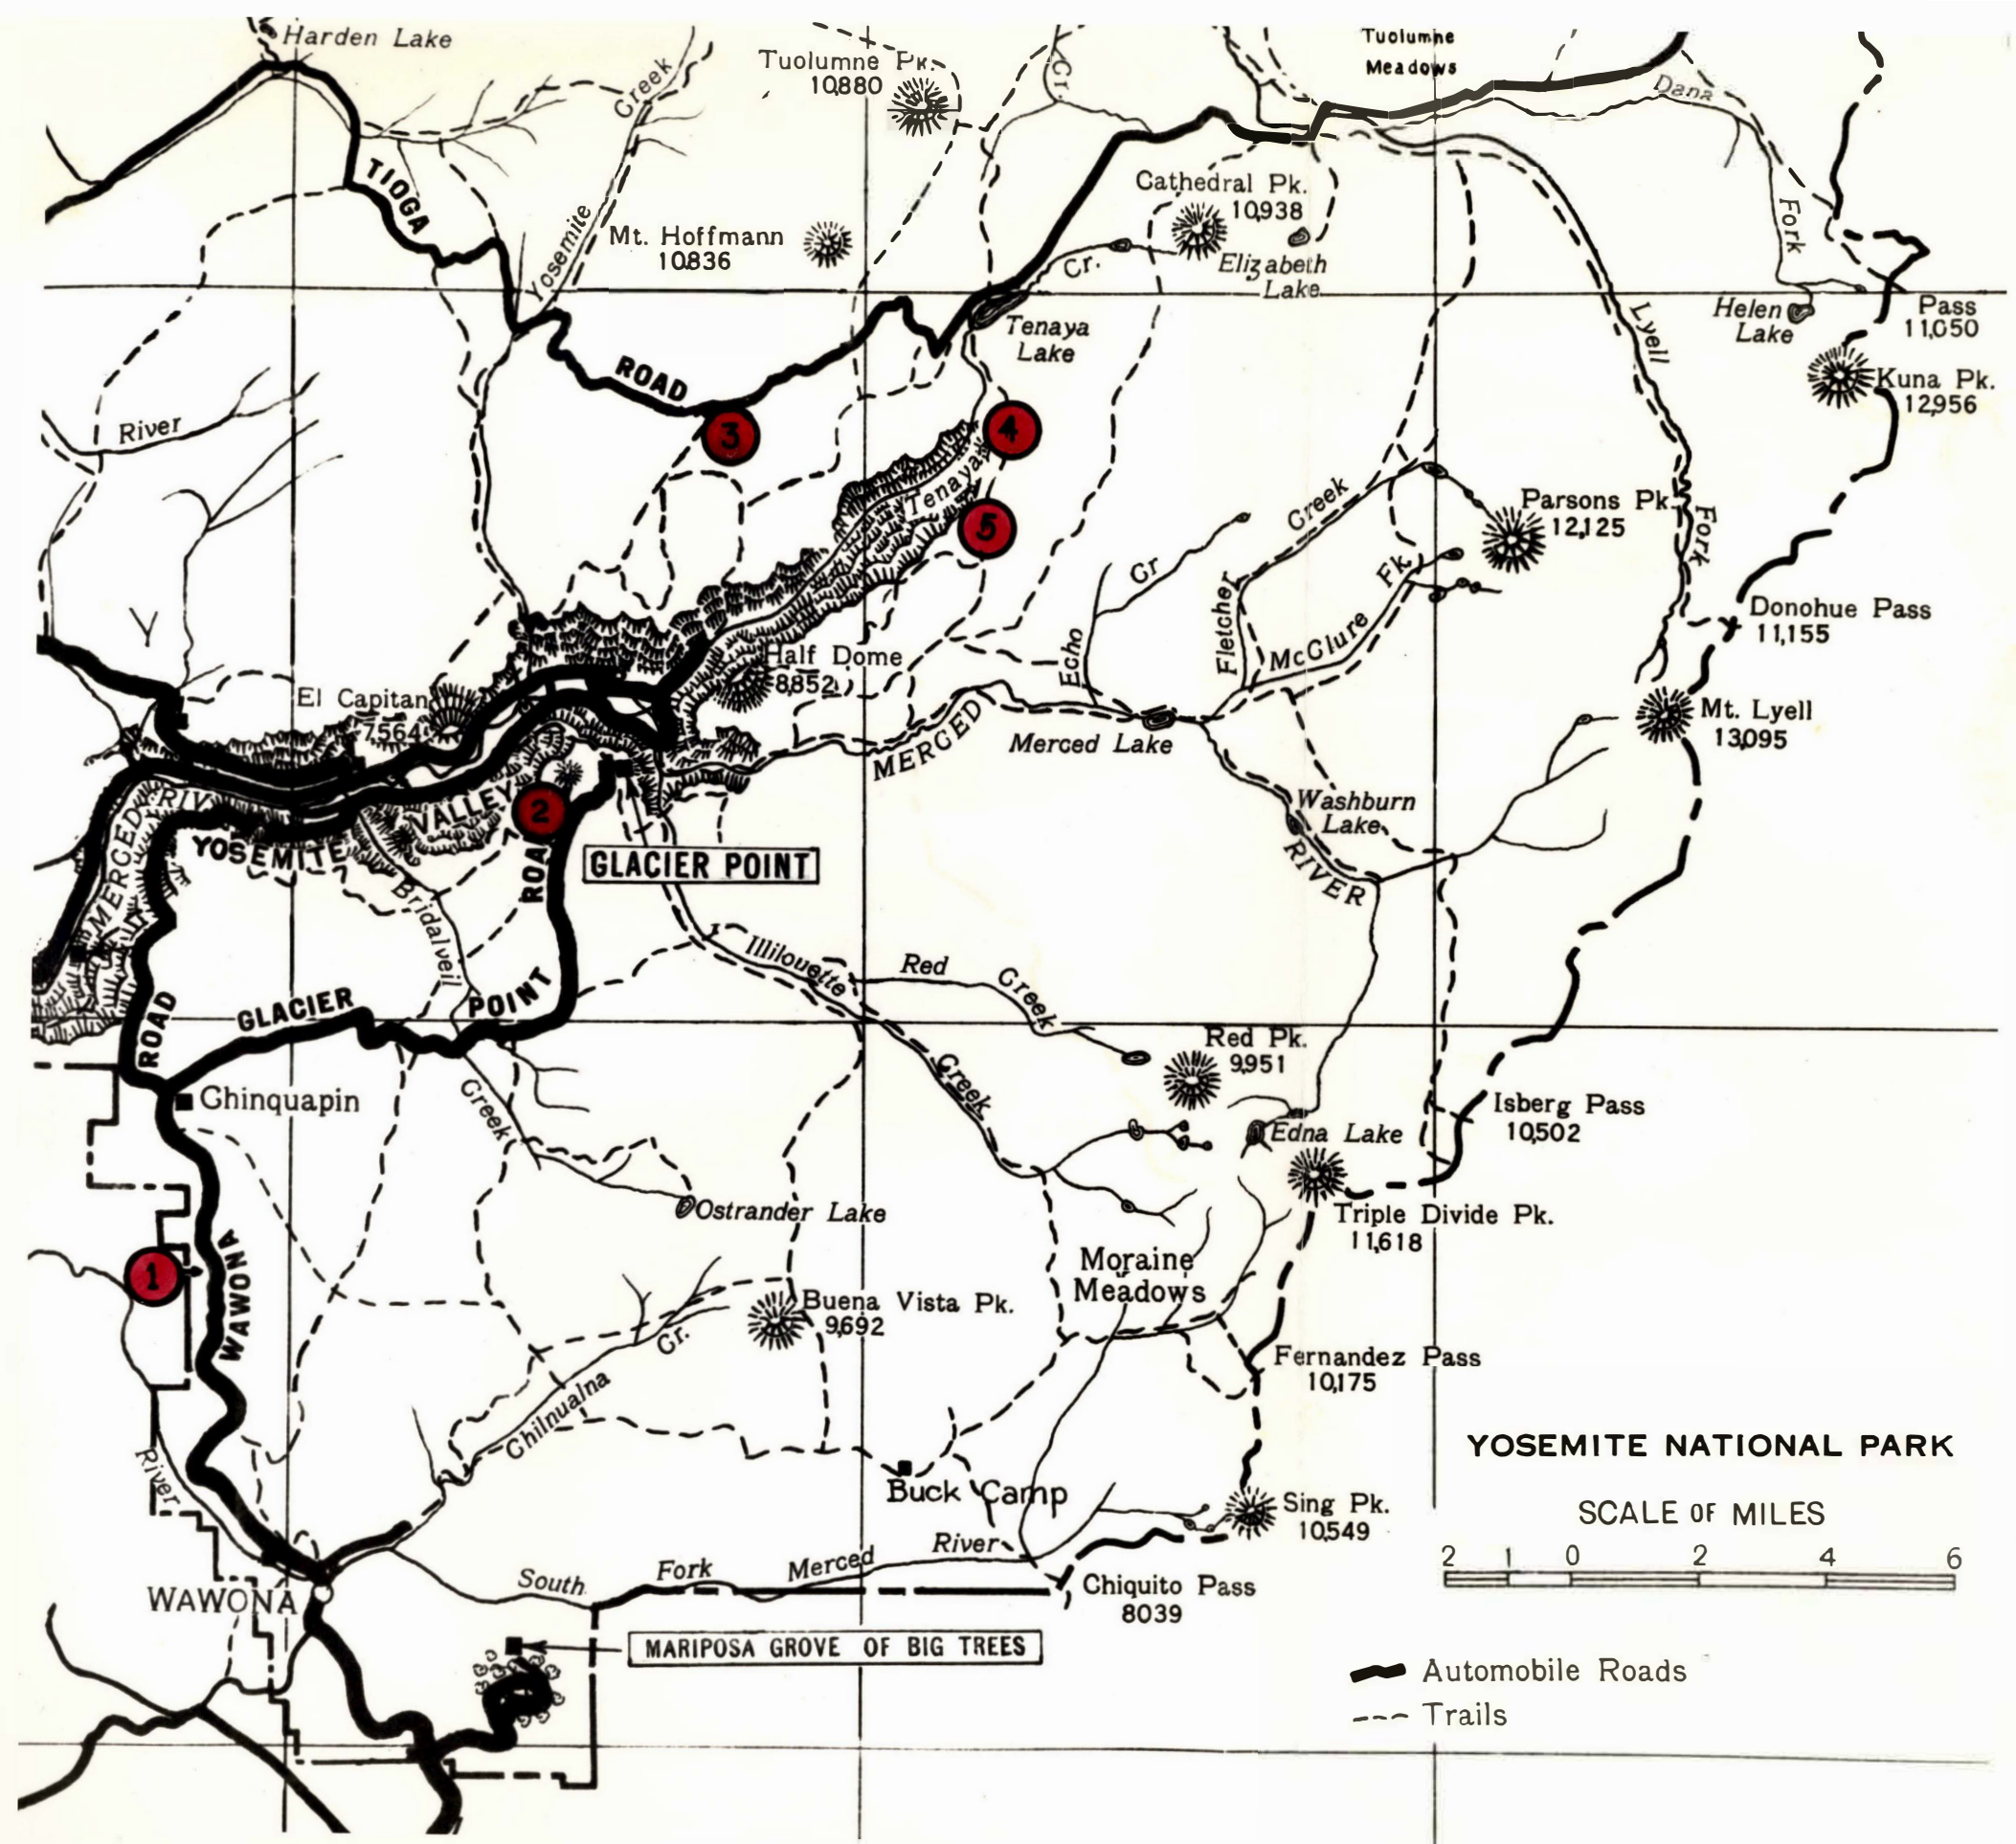 Harden Lake
Tuolumne Pk.
10,880
Creek
Cr.
Tuolumne
Meadows
Dana
Fork
TIOGA
Yosemite
Mt. Hoffmann
10,836
Cathedral Pk.
10,938
Elizabeth
Lake
Cr.
Tenaya
Lake
Helen
Lake
Pass
11,050
Lyell
Kuna Pk.
12,956
ROAD
River
3
4
Tenaya
5
Creek
Parsons Pk.
12,125
Fork
Cr
Fk.
Fletcher
McClure
Echo
Donohue Pass
11,155
Half Dome
8,852
El Capitan
7,564
Mt. Lyell
13,095
MERCED
Merced Lake
Washburn
Lake
RIVER
MERCED
RIV.
YOSEMITE
VALLEY
2
ROAD
GLACIER POINT
Bridalveil
Illilouette
Red
Creek
ROAD
GLACIER
POINT
Red Pk.
9,951
Creek
Chinquapin
Creek
Isberg Pass
10,502
Edna Lake
Ostrander Lake
Triple Divide Pk.
11,618
1
WAWONA
Moraine
Meadows
Buena Vista Pk.
9,692
Cr.
Chilnualna
Fernandez Pass
10,175
YOSEMITE NATIONAL PARK
River
Buck Camp
Sing Pk.
10,549
SCALE OF MILES
2 1 0 2 4 6
South Fork Merced River
WAWONA
Chiquito Pass
8039
MARIPOSA GROVE OF BIG TREES
Automobile Roads
Trails